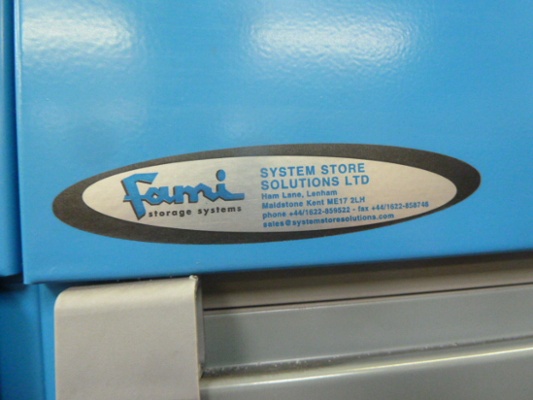 Fami
storage systems
SYSTEM STORE
SOLUTIONS LTD
Ham Lane, Lenham
Maidstone Kent ME17 2LH
phone +44/1622-859522 - fax +44/1622-858746
sales@systemstoresolutions.com